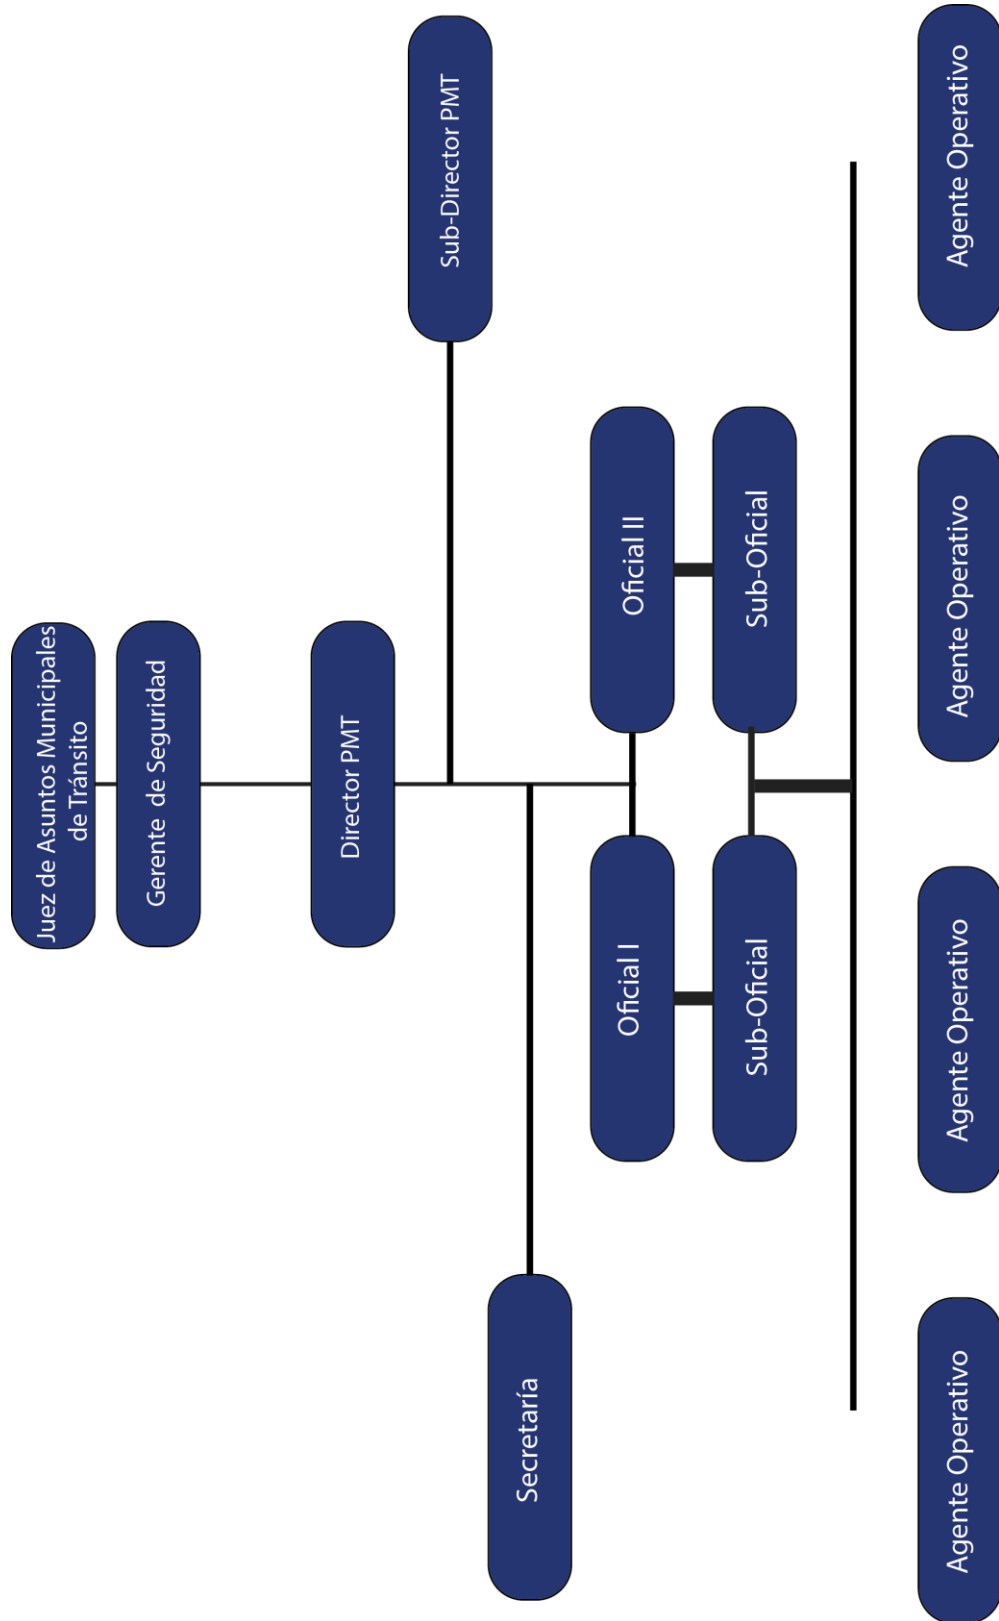 Juez de Asuntos Municipales
de Tránsito
Gerente de Seguridad
Director PMT
Sub-Director PMT
Secretaría
Oficial I
Oficial II
Sub-Oficial
Sub-Oficial
Agente Operativo
Agente Operativo
Agente Operativo
Agente Operativo